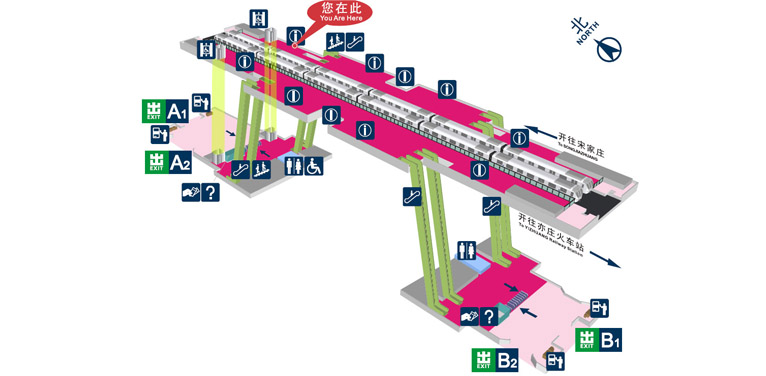 您在此
You Are Here
北
NORTH
出 A1
EXIT
出 A2
EXIT
?
开往宋家庄
To SONGJIAZHUANG
开往亦庄火车站
To YIZHUANG Railway Station
?
出 B1
EXIT
出 B2
EXIT